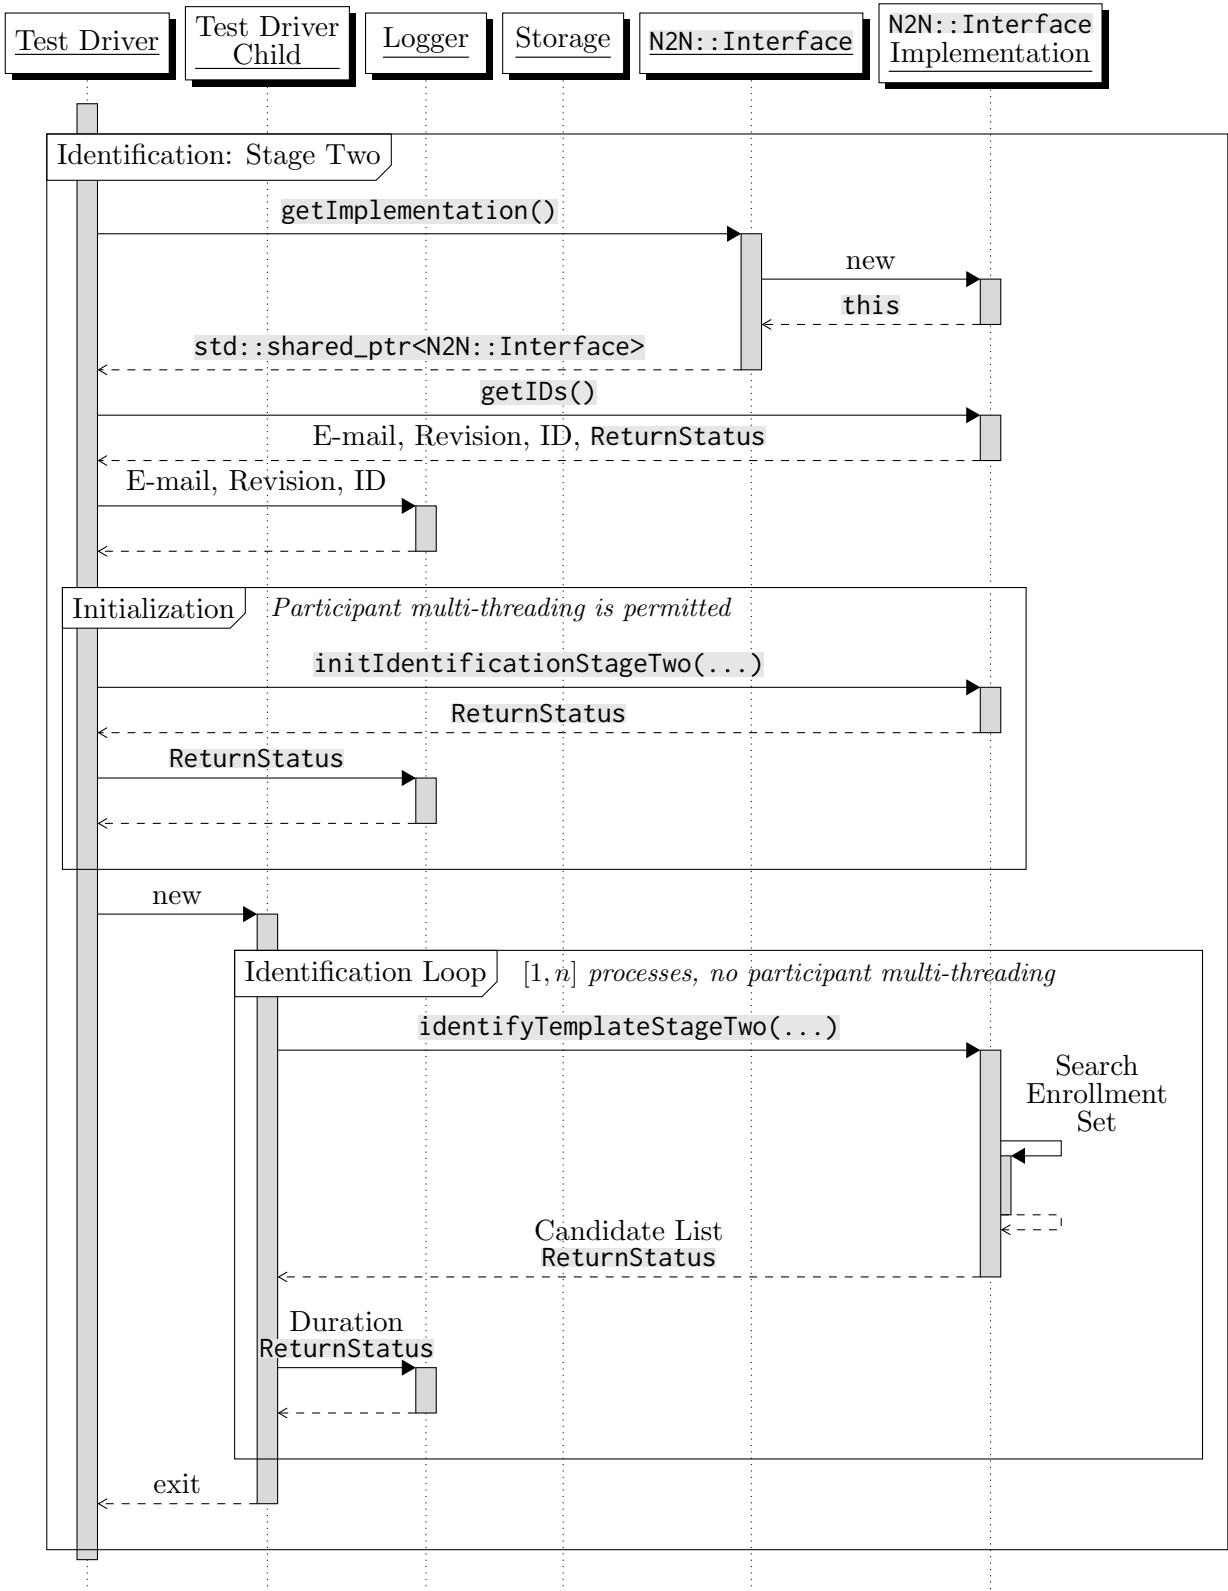 Test Driver
Test Driver
Child
Logger
Storage
N2N::Interface
N2N::Interface
Implementation
Identification: Stage Two
getImplementation()
new
this
std::shared_ptr<N2N::Interface>
getIDs()
E-mail, Revision, ID, ReturnStatus
E-mail, Revision, ID
Initialization
Participant multi-threading is permitted
initIdentificationStageTwo(...)
ReturnStatus
ReturnStatus
new
Identification Loop
[1, n] processes, no participant multi-threading
identifyTemplateStageTwo(...)
Search
Enrollment
Set
Candidate List
ReturnStatus
Duration
ReturnStatus
exit